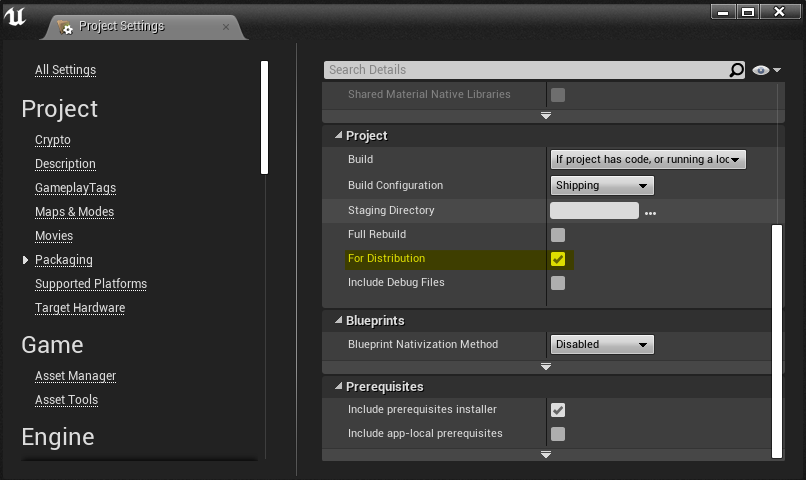 Project Settings
All Settings
Project
Crypto
Description
GameplayTags
Maps & Modes
Movies
Packaging
Supported Platforms
Target Hardware
Game
Asset Manager
Asset Tools
Engine
Search Details
Shared Material Native Libraries
Project
Build If project has code, or running a loc
Build Configuration Shipping
Staging Directory ...
Full Rebuild
For Distribution
Include Debug Files
Blueprints
Blueprint Nativization Method Disabled
Prerequisites
Include prerequisites installer
Include app-local prerequisites